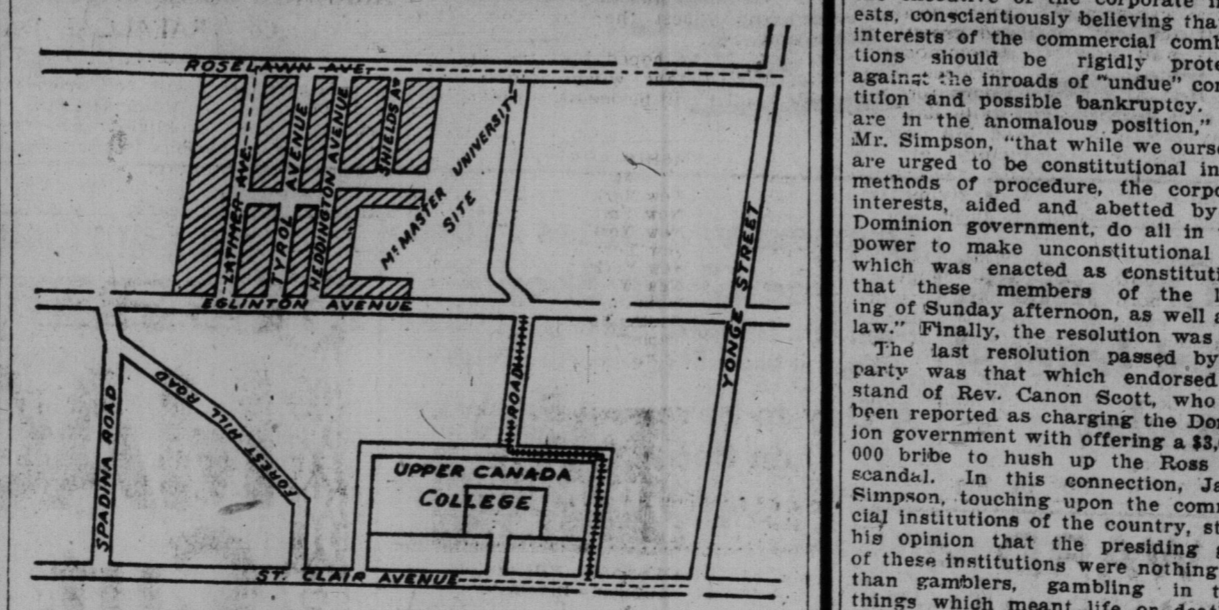 ROSELAWN AVE.
LATIMER AVE.
TYROL AVENUE
HEDDINGTON AVENUE
SHIELDS AV
McMASTER UNIVERSITY
SITE
EGLINTON AVENUE
YONGE STREET
SPADINA ROAD
FOREST HILL ROAD
ROAD
UPPER CANADA
COLLEGE
ST. CLAIR AVENUE
of the corporate
ests, conscientiously believing tha
interests of the commercial comb
tions should be rigidly prote
against the inroads of "undue" con
tition and possible bankruptcy.
are in the anomalous position,"
Mr. Simpson, "that while we ourse
are urged to be constitutional in
methods of procedure, the corpo
interests, aided and abetted by
Dominion government, do all in
power to make unconstitutional
which was enacted as constituti
that these members of the l
ing of Sunday afternoon, as well a
law." Finally, the resolution was
The last resolution passed by
party was that which endorsed
stand of Rev. Canon Scott, who
been reported as charging the Dom
ion government with offering a $3,
000 bribe to hush up the Ross
scandal. In this connection, Ja
Simpson, touching upon the comm
cial institutions of the country, st
his opinion that the presiding
of these institutions were nothing
than gamblers, gambling in t
things which meant life or